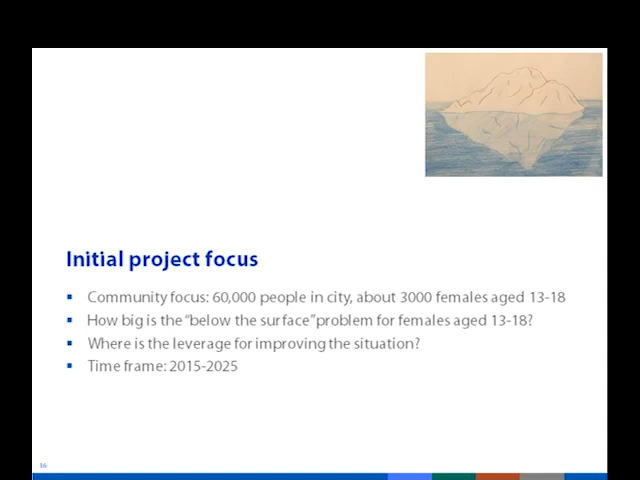 Initial project focus
Community focus: 60,000 people in city, about 3000 females aged 13-18
How big is the “below the surface”problem for females aged 13-18?
Where is the leverage for improving the situation?
Time frame: 2015-2025
16